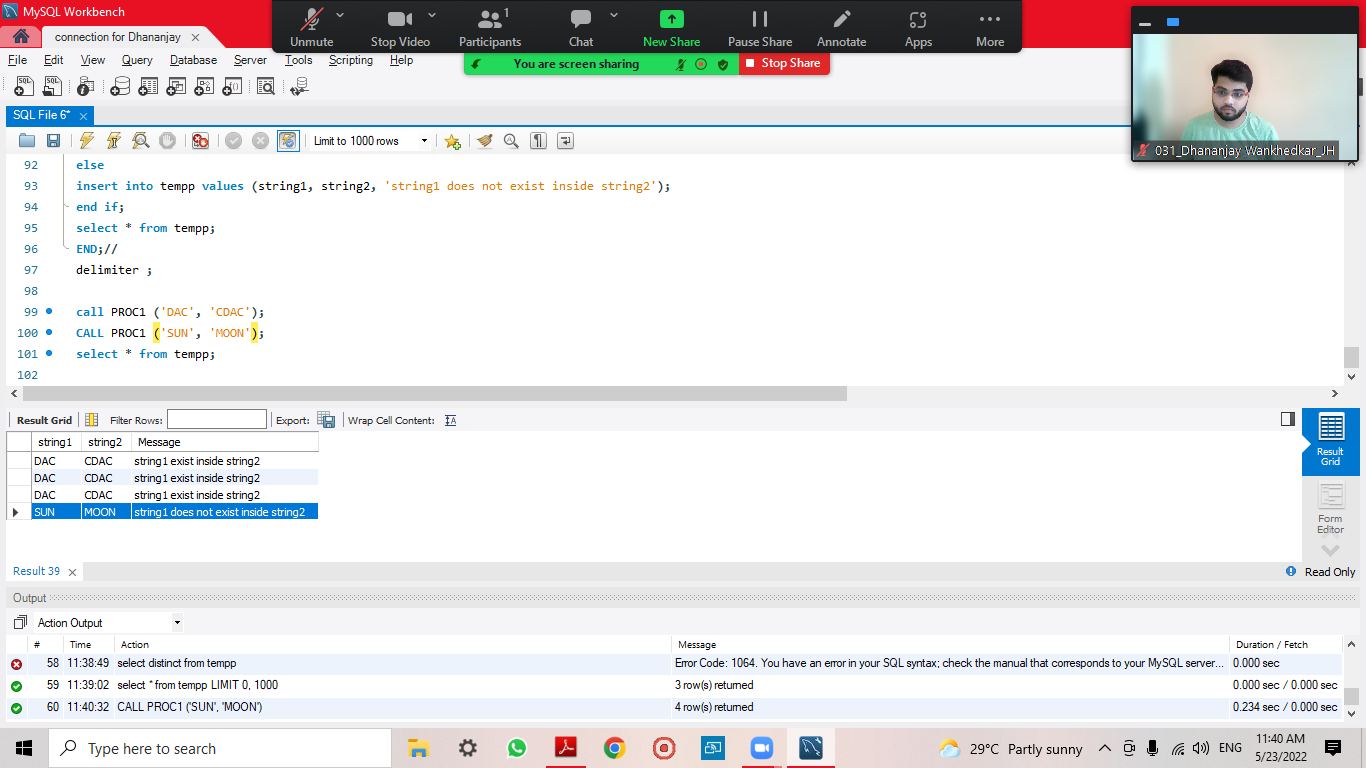 MySQL Workbench
connection for Dhananjay
File Edit View Query Database Server Tools Scripting Help
Unmute Stop Video Participants 1 Chat New Share Pause Share Annotate Apps More
You are screen sharing Stop Share
031_Dhananjay Wankhedkar_JH
SQL File 6*
Limit to 1000 rows
92 else
93 insert into tempp values (string1, string2, 'string1 does not exist inside string2');
94 end if;
95 select * from tempp;
96 END;//
97 delimiter ;
98
99 call PROC1 ('DAC', 'CDAC');
100 CALL PROC1 ('SUN', 'MOON');
101 select * from tempp;
102
Result Grid Filter Rows: Export: Wrap Cell Content:
string1 string2 Message
DAC CDAC string1 exist inside string2
DAC CDAC string1 exist inside string2
DAC CDAC string1 exist inside string2
SUN MOON string1 does not exist inside string2
Result Grid
Form Editor
Result 39
Read Only
Output
Action Output
# Time Action Message Duration / Fetch
58 11:38:49 select distinct from tempp Error Code: 1064. You have an error in your SQL syntax; check the manual that corresponds to your MySQL server... 0.000 sec
59 11:39:02 select * from tempp LIMIT 0, 1000 3 row(s) returned 0.000 sec / 0.000 sec
60 11:40:32 CALL PROC1 ('SUN', 'MOON') 4 row(s) returned 0.234 sec / 0.000 sec
Type here to search
29°C Partly sunny
ENG
11:40 AM
5/23/2022